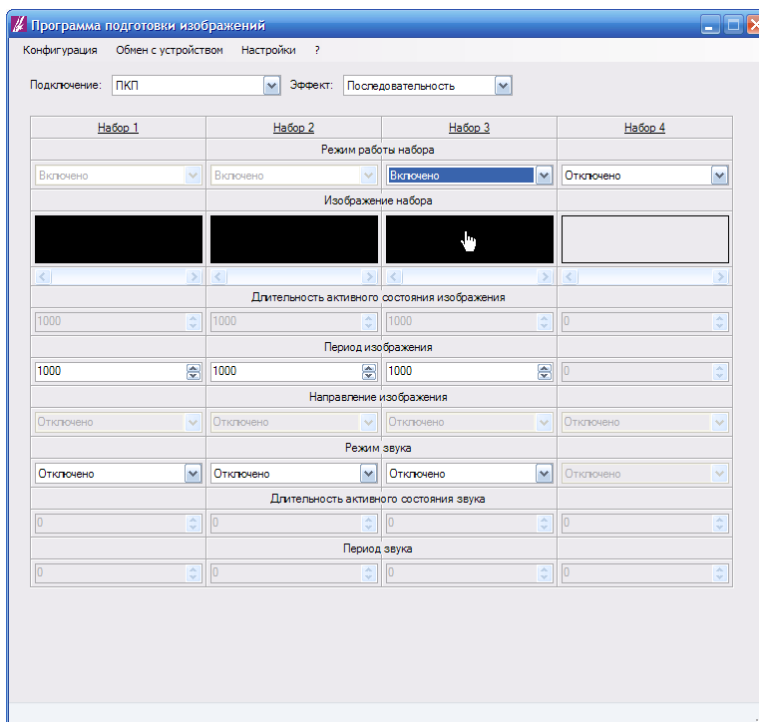 Программа подготовки изображений
Конфигурация Обмен с устройством Настройки ?
Подключение: ПКП Эффект: Последовательность
Набор 1 Набор 2 Набор 3 Набор 4
Режим работы набора
Включено Включено Включено Отключено
Изображение набора
Длительность активного состояния изображения
1000 1000 1000 0
Период изображения
1000 1000 1000 0
Направление изображения
Отключено Отключено Отключено Отключено
Режим звука
Отключено Отключено Отключено Отключено
Длительность активного состояния звука
0 0 0 0
Период звука
0 0 0 0